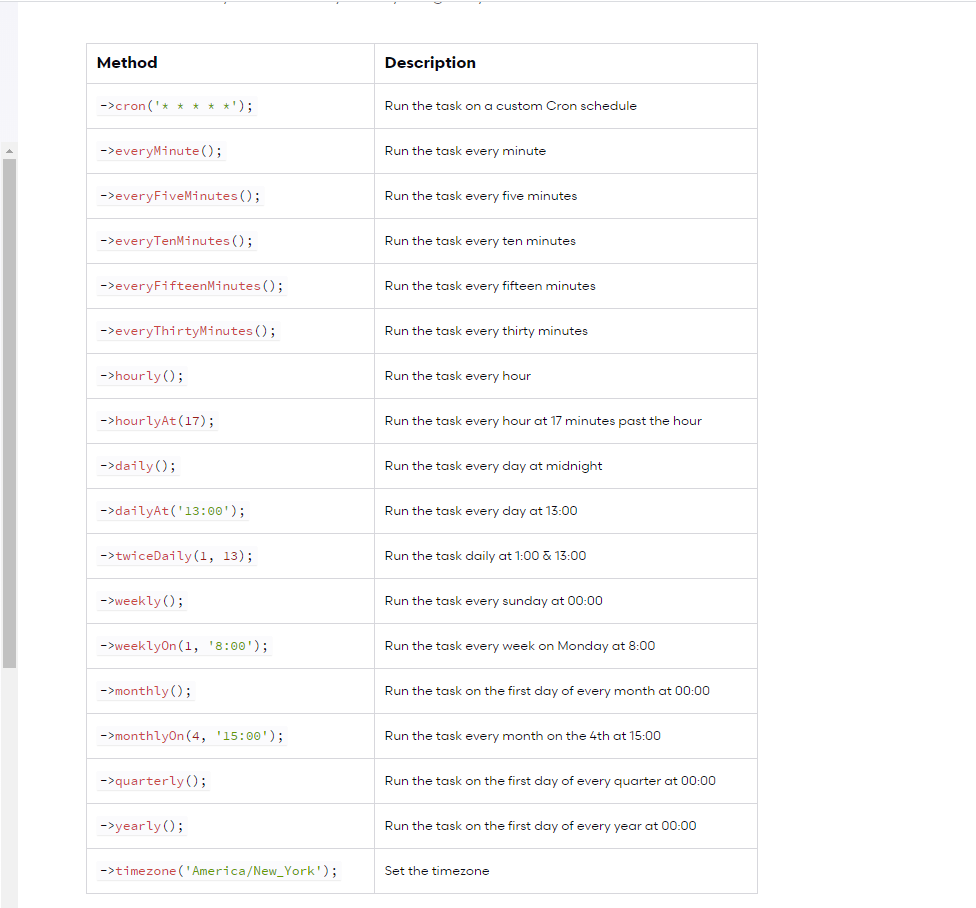 Method Description
->cron('* * * * *'); Run the task on a custom Cron schedule
->everyMinute(); Run the task every minute
->everyFiveMinutes(); Run the task every five minutes
->everyTenMinutes(); Run the task every ten minutes
->everyFifteenMinutes(); Run the task every fifteen minutes
->everyThirtyMinutes(); Run the task every thirty minutes
->hourly(); Run the task every hour
->hourlyAt(17); Run the task every hour at 17 minutes past the hour
->daily(); Run the task every day at midnight
->dailyAt('13:00'); Run the task every day at 13:00
->twiceDaily(1, 13); Run the task daily at 1:00 & 13:00
->weekly(); Run the task every sunday at 00:00
->weeklyOn(1, '8:00'); Run the task every week on Monday at 8:00
->monthly(); Run the task on the first day of every month at 00:00
->monthlyOn(4, '15:00'); Run the task every month on the 4th at 15:00
->quarterly(); Run the task on the first day of every quarter at 00:00
->yearly(); Run the task on the first day of every year at 00:00
->timezone('America/New_York'); Set the timezone